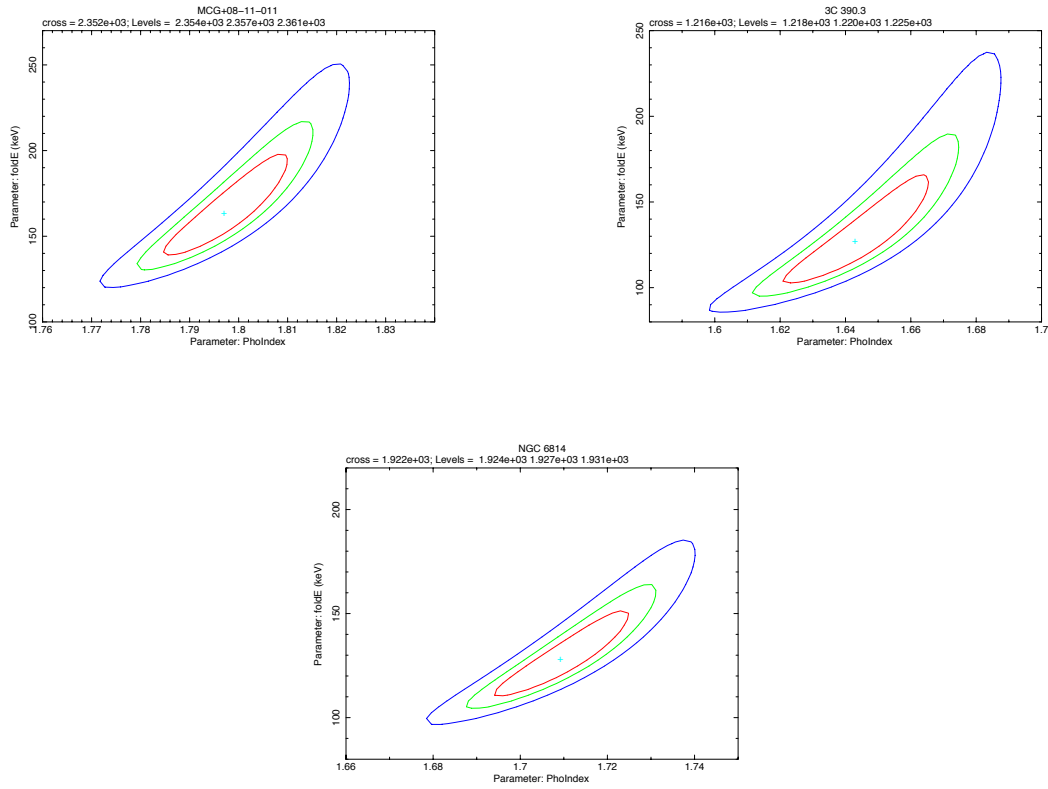 MCG+08-11-011
cross = 2.352e+03; Levels = 2.354e+03 2.357e+03 2.361e+03
Parameter: foldE (keV)
250
200
150
100
1.76 1.77 1.78 1.79 1.8 1.81 1.82 1.83
Parameter: PhoIndex
3C 390.3
cross = 1.216e+03; Levels = 1.218e+03 1.220e+03 1.225e+03
Parameter: foldE (keV)
250
200
150
100
1.6 1.62 1.64 1.66 1.68 1.7
Parameter: PhoIndex
NGC 6814
cross = 1.922e+03; Levels = 1.924e+03 1.927e+03 1.931e+03
Parameter: foldE (keV)
200
150
100
1.66 1.68 1.7 1.72 1.74
Parameter: PhoIndex